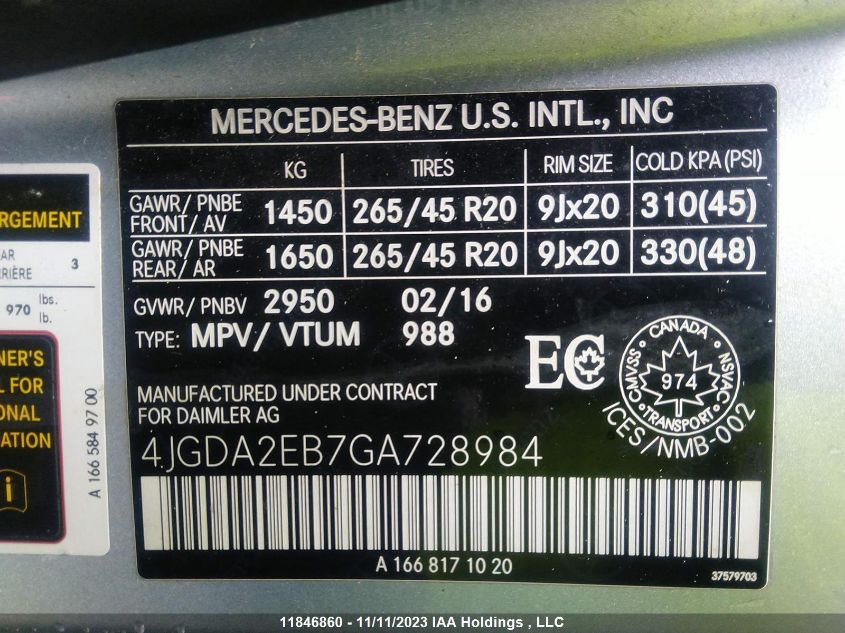 MERCEDES-BENZ U.S. INTL., INC
KG TIRES RIM SIZE COLD KPA (PSI)
GAWR/ PNBE FRONT/ AV 1450 265/45 R20 9Jx20 310(45)
GAWR/ PNBE REAR/ AR 1650 265/45 R20 9Jx20 330(48)
GVWR/ PNBV 2950 02/16
TYPE: MPV/ VTUM 988
EC
CANADA
CMVSS NSVAC
974
TRANSPORT
ICES/NMB-002
MANUFACTURED UNDER CONTRACT
FOR DAIMLER AG
4JGDA2EB7GA728984
A 166 817 10 20
37579703
RGEMENT
AR
RIÈRE 3
970 lbs.
lb.
NER'S
L FOR
ONAL
ATION
i
A 166 584 97 00
11846860 - 11/11/2023 IAA Holdings , LLC